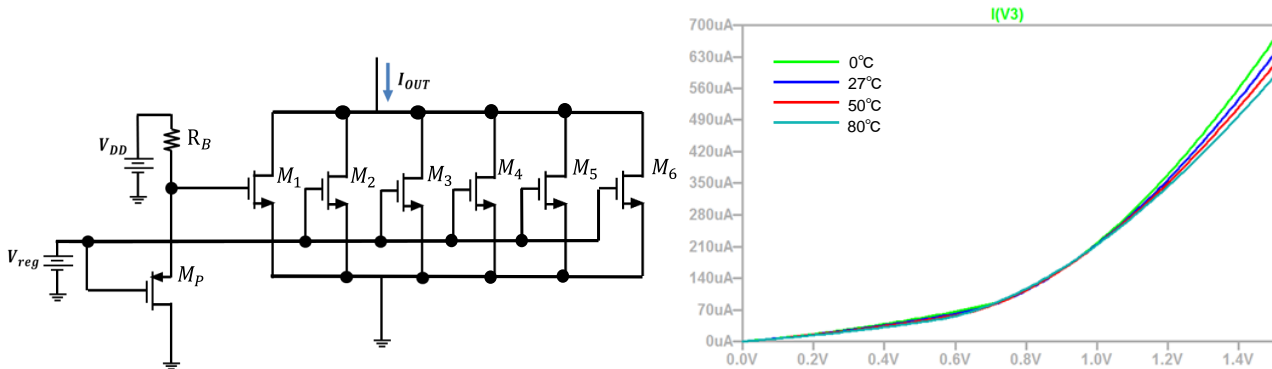 I_OUT
V_DD
R_B
M_1
M_2
M_3
M_4
M_5
M_6
V_reg
M_P
I(V3)
700uA
630uA
560uA
490uA
420uA
350uA
280uA
210uA
140uA
70uA
0uA
0°C
27°C
50°C
80°C
0.0V
0.2V
0.4V
0.6V
0.8V
1.0V
1.2V
1.4V